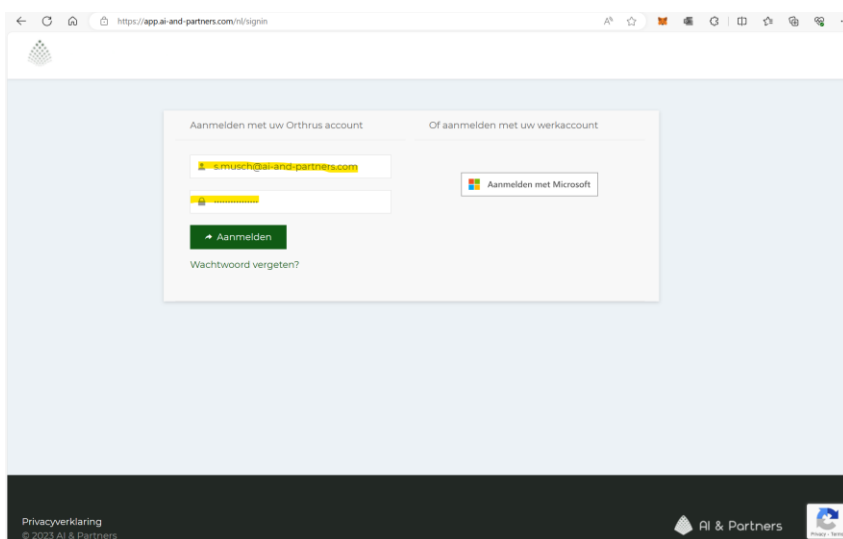 https://app.ai-and-partners.com/nl/signin
Aanmelden met uw Orthrus account
Of aanmelden met uw werkaccount
s.musch@ai-and-partners.com
Aanmelden met Microsoft
Aanmelden
Wachtwoord vergeten?
Privacyverklaring
© 2023 AI & Partners
AI & Partners